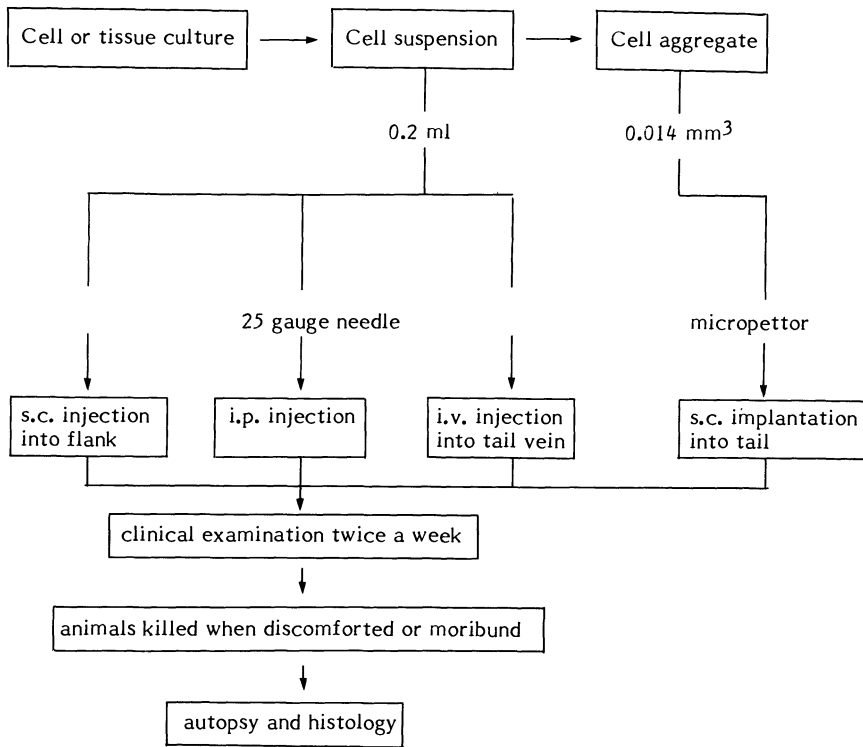 Cell or tissue culture
Cell suspension
Cell aggregate
0.2 ml
0.014 mm3
25 gauge needle
micropettor
s.c. injection
into flank
i.p. injection
i.v. injection
into tail vein
s.c. implantation
into tail
clinical examination twice a week
animals killed when discomforted or moribund
autopsy and histology